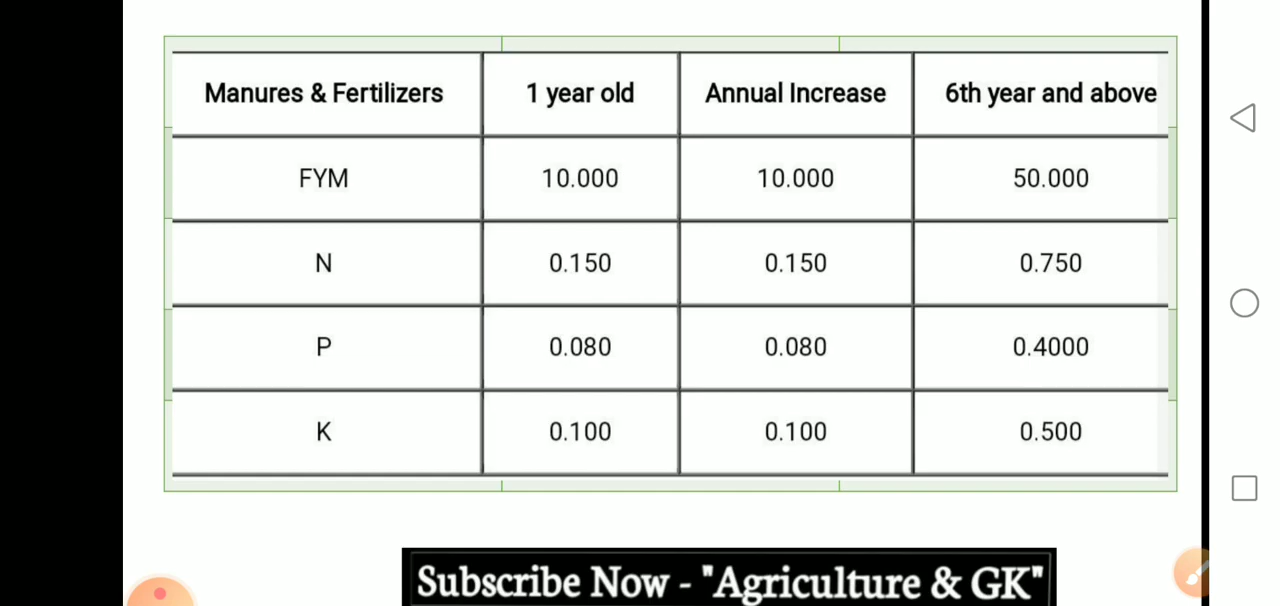 Manures & Fertilizers 1 year old Annual Increase 6th year and above
FYM 10.000 10.000 50.000
N 0.150 0.150 0.750
P 0.080 0.080 0.4000
K 0.100 0.100 0.500
Subscribe Now - "Agriculture & GK"